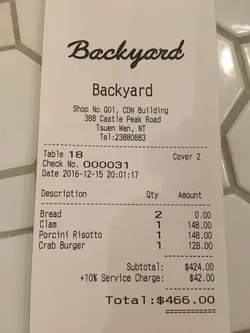 Backyard
Backyard
Shop No G01, CDW Building
388 Castle Peak Road
Tsuen Wan, NT
Tel:23880883
Table 18 Cover 2
Check No. 000031
Date 2016-12-15 20:01:17
Description Qty Amount
Bread 2 0.00
Clam 1 148.00
Porcini Risotto 1 148.00
Crab Burger 1 128.00
Subtotal: $424.00
+10% Service Charge: $42.00
Total:$466.00